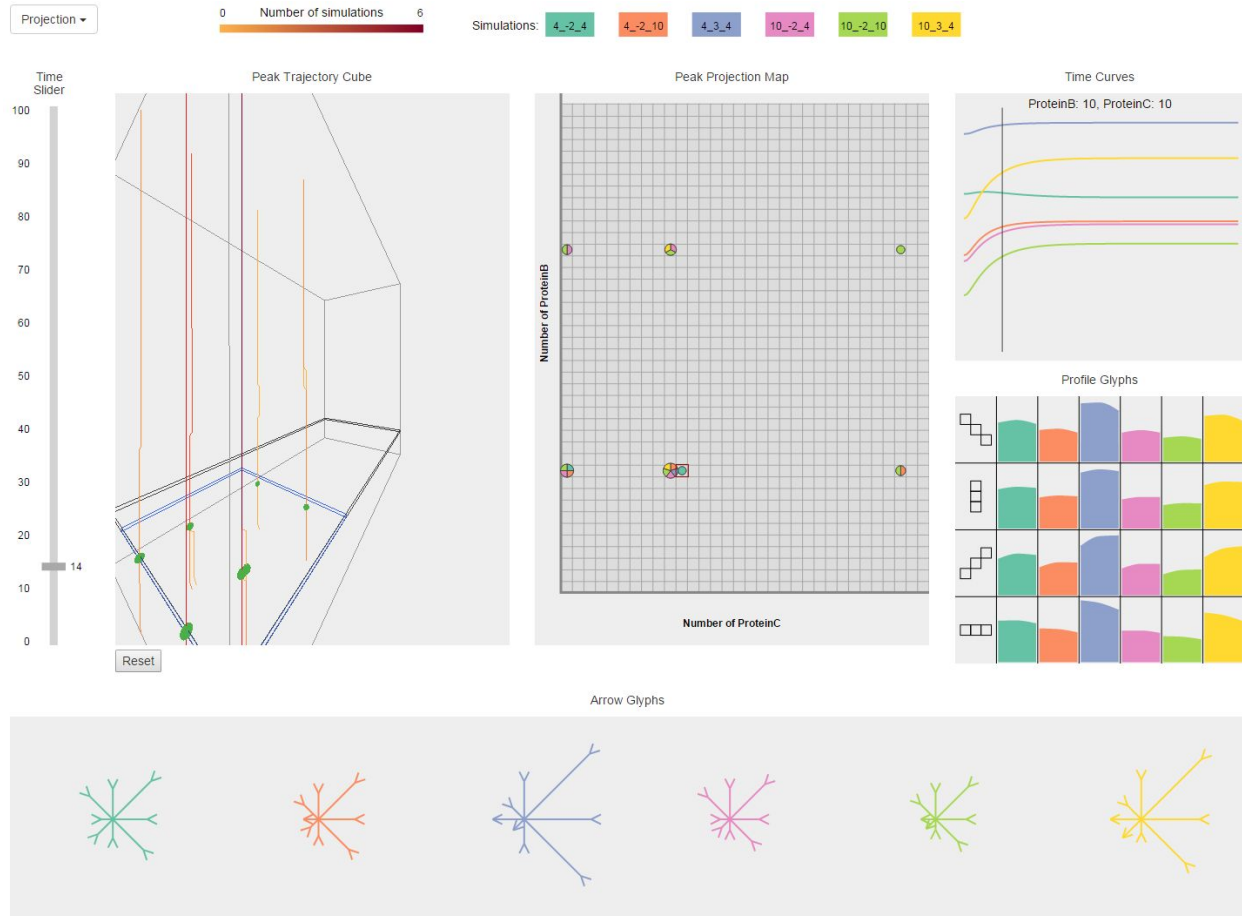 Projection
0 Number of simulations 6
Simulations: 4_-2_4 4_-2_10 4_3_4 10_-2_4 10_-2_10 10_3_4
Time
Slider
Peak Trajectory Cube
Peak Projection Map
Time Curves
100
90
80
70
60
50
40
30
20
14
10
0
Reset
Number of ProteinB
Number of ProteinC
ProteinB: 10, ProteinC: 10
Profile Glyphs
Arrow Glyphs